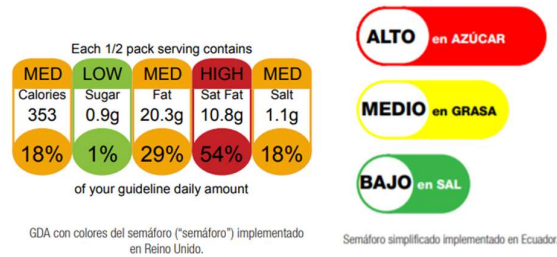 Each 1/2 pack serving contains
MED LOW MED HIGH MED
Calories Sugar Fat Sat Fat Salt
353 0.9g 20.3g 10.8g 1.1g
18% 1% 29% 54% 18%
of your guideline daily amount
GDA con colores del semáforo (“semáforo”) implementado
en Reino Unido.
ALTO en AZÚCAR
MEDIO en GRASA
BAJO en SAL
Semáforo simplificado implementado en Ecuador